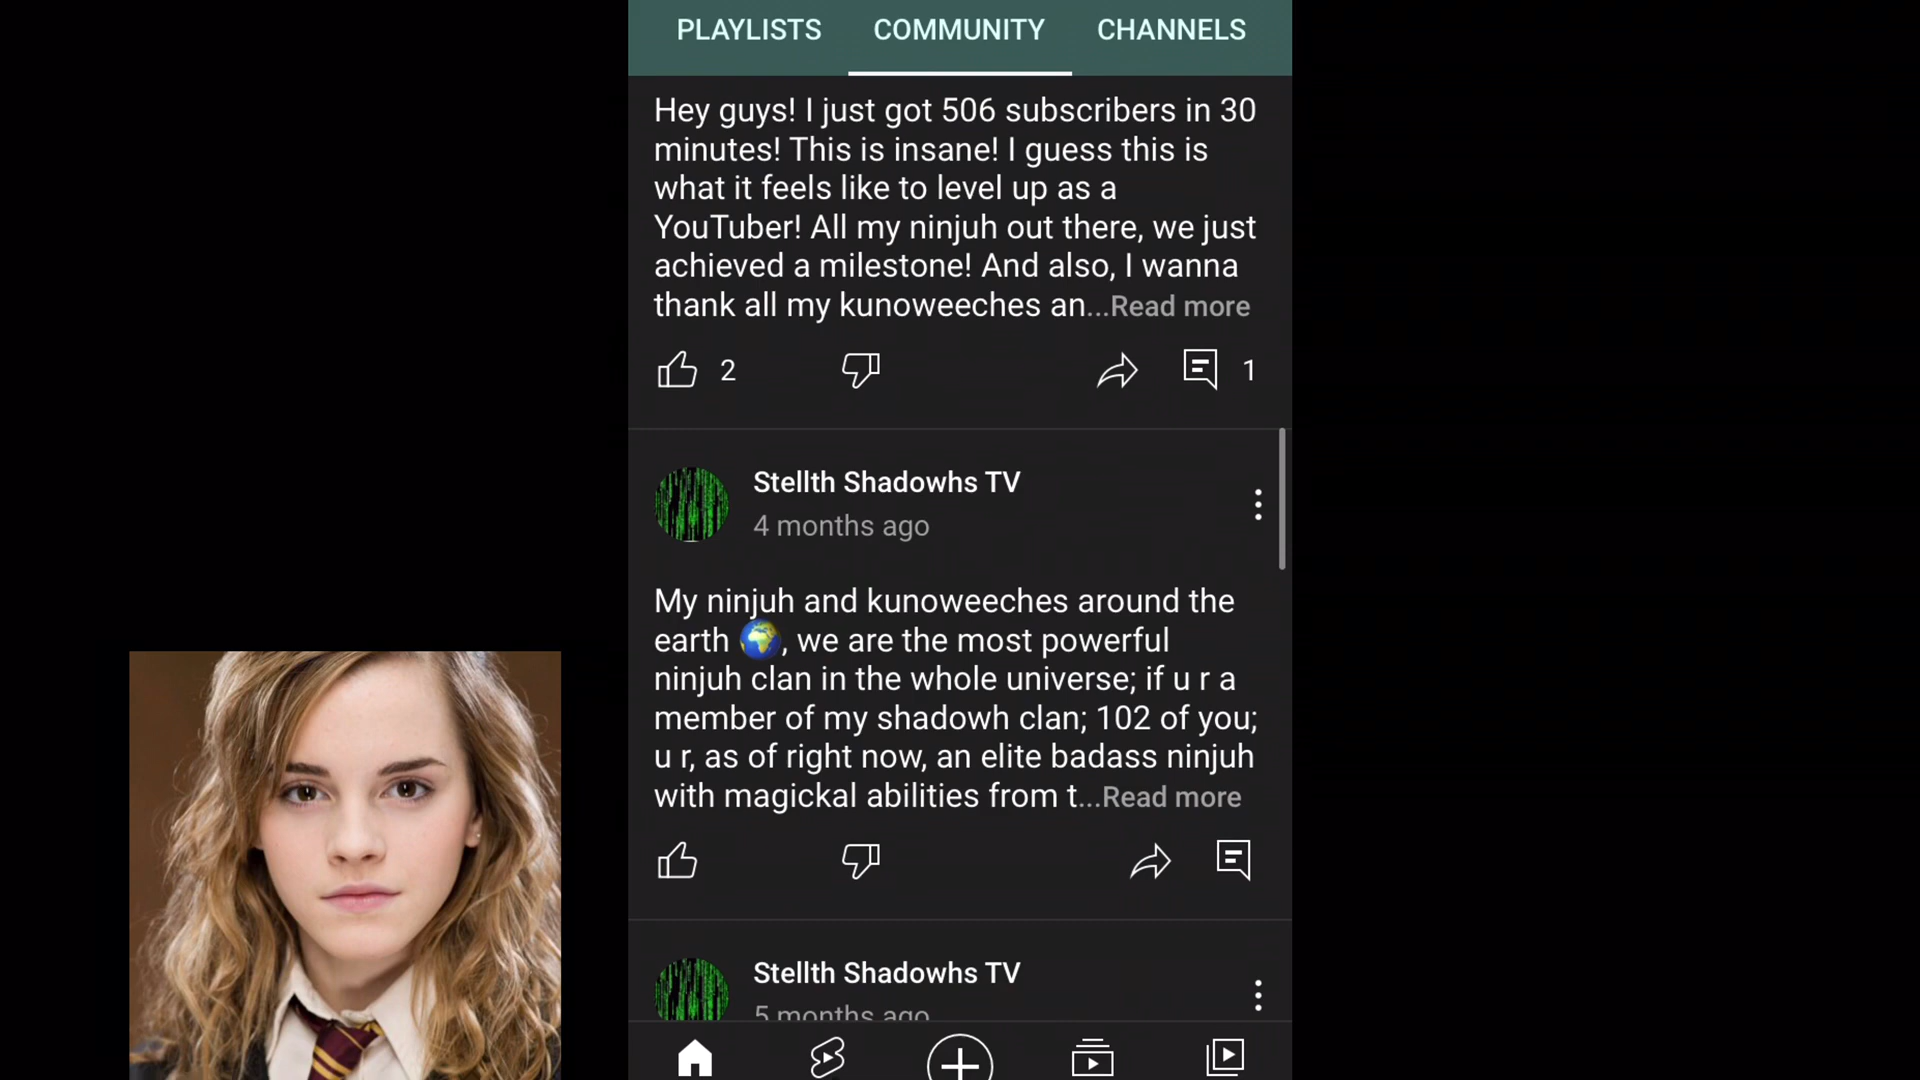 PLAYLISTS COMMUNITY CHANNELS
Hey guys! I just got 506 subscribers in 30
minutes! This is insane! I guess this is
what it feels like to level up as a
YouTuber! All my ninjuh out there, we just
achieved a milestone! And also, I wanna
thank all my kunoweeches an...Read more
2 1
Stellth Shadowhs TV
4 months ago
My ninjuh and kunoweeches around the
earth 🌍, we are the most powerful
ninjuh clan in the whole universe; if u r a
member of my shadowh clan; 102 of you;
u r, as of right now, an elite badass ninjuh
with magickal abilities from t...Read more
Stellth Shadowhs TV
5 months ago